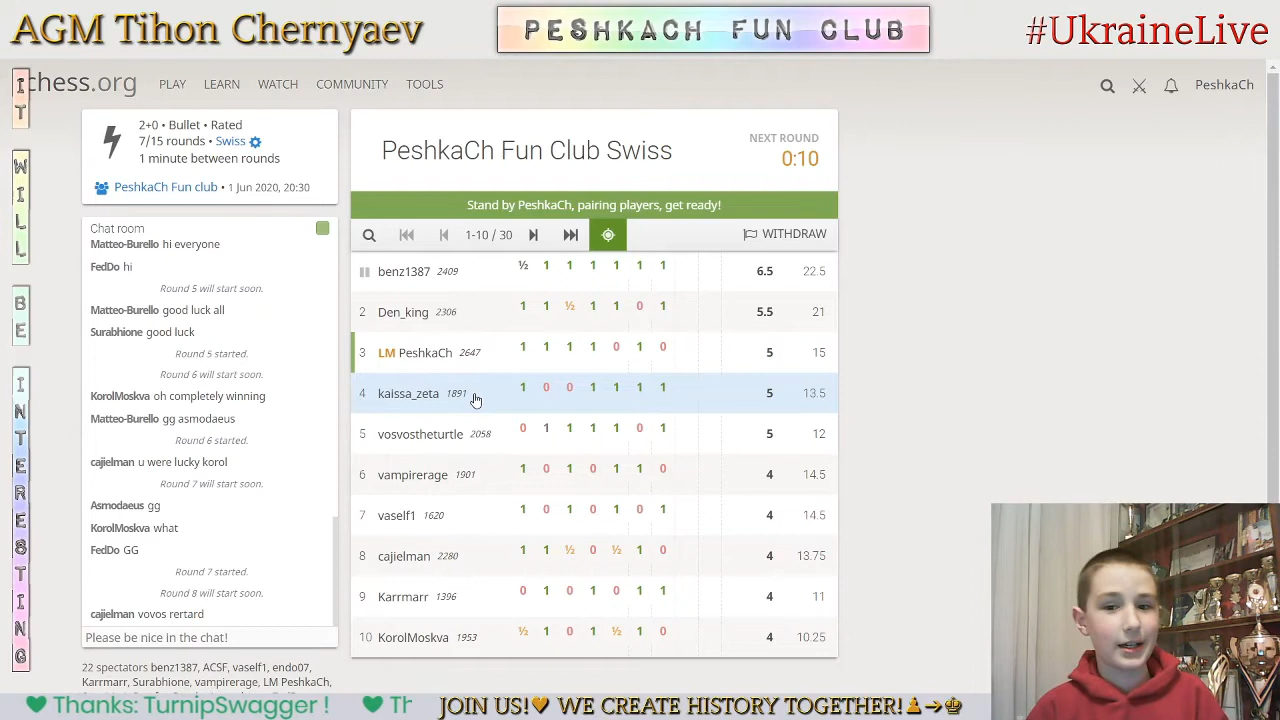 AGM Tihon Chernyaev
PESHKACH FUN CLUB
#UkraineLive
IT
WILL
BE
INTERESTING
chess.org
PLAY LEARN WATCH COMMUNITY TOOLS
PeshkaCh
2+0 • Bullet • Rated
7/15 rounds • Swiss
1 minute between rounds
PeshkaCh Fun club • 1 Jun 2020, 20:30
Chat room
Matteo-Burello hi everyone
FedDo hi
Round 5 will start soon.
Matteo-Burello good luck all
Surabhione good luck
Round 5 started.
Round 6 will start soon.
KorolMoskva oh completely winning
Matteo-Burello gg asmodaeus
Round 6 started.
cajielman u were lucky korol
Round 7 will start soon.
Asmodaeus gg
KorolMoskva what
FedDo GG
Round 7 started.
Round 8 will start soon.
cajielman vovos rertard
Please be nice in the chat!
22 spectators benz1387, ACSF, vaself1, endo07,
Karrmarr, Surabhione, vampirerage, LM PeshkaCh,
PeshkaCh Fun Club Swiss
NEXT ROUND
0:10
Stand by PeshkaCh, pairing players, get ready!
1-10 / 30
WITHDRAW
benz1387 2409 ½ 1 1 1 1 1 1 6.5 22.5
2 Den_king 2306 1 1 ½ 1 1 0 1 5.5 21
3 LM PeshkaCh 2647 1 1 1 1 0 1 0 5 15
4 kaissa_zeta 1891 1 0 0 1 1 1 1 5 13.5
5 vosvostheturtle 2058 0 1 1 1 1 0 1 5 12
6 vampirerage 1901 1 0 1 0 1 1 0 4 14.5
7 vaself1 1620 1 0 1 0 1 0 1 4 14.5
8 cajielman 2280 1 1 ½ 0 ½ 1 0 4 13.75
9 Karrmarr 1396 0 1 0 1 0 1 1 4 11
10 KorolMoskva 1953 ½ 1 0 1 ½ 1 0 4 10.25
Thanks: TurnipSwagger ! Th
JOIN US! WE CREATE HISTORY TOGETHER!